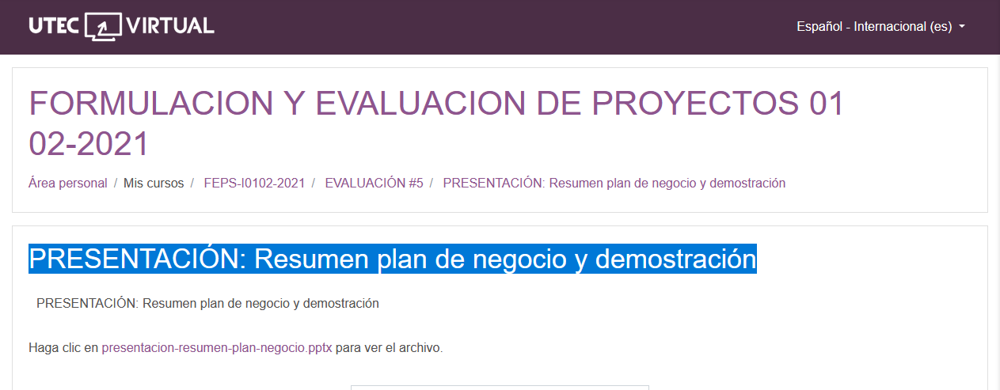 UTEC VIRTUAL
Español - Internacional (es)
FORMULACION Y EVALUACION DE PROYECTOS 01
02-2021
Área personal / Mis cursos / FEPS-I0102-2021 / EVALUACIÓN #5 / PRESENTACIÓN: Resumen plan de negocio y demostración
PRESENTACIÓN: Resumen plan de negocio y demostración
PRESENTACIÓN: Resumen plan de negocio y demostración
Haga clic en presentacion-resumen-plan-negocio.pptx para ver el archivo.